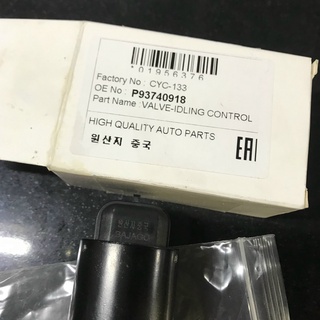 *01956376
Factory No : CYC-133
OE No : P93740918
Part Name : VALVE-IDLING CONTROL
HIGH QUALITY AUTO PARTS
원산지 중국
EAC